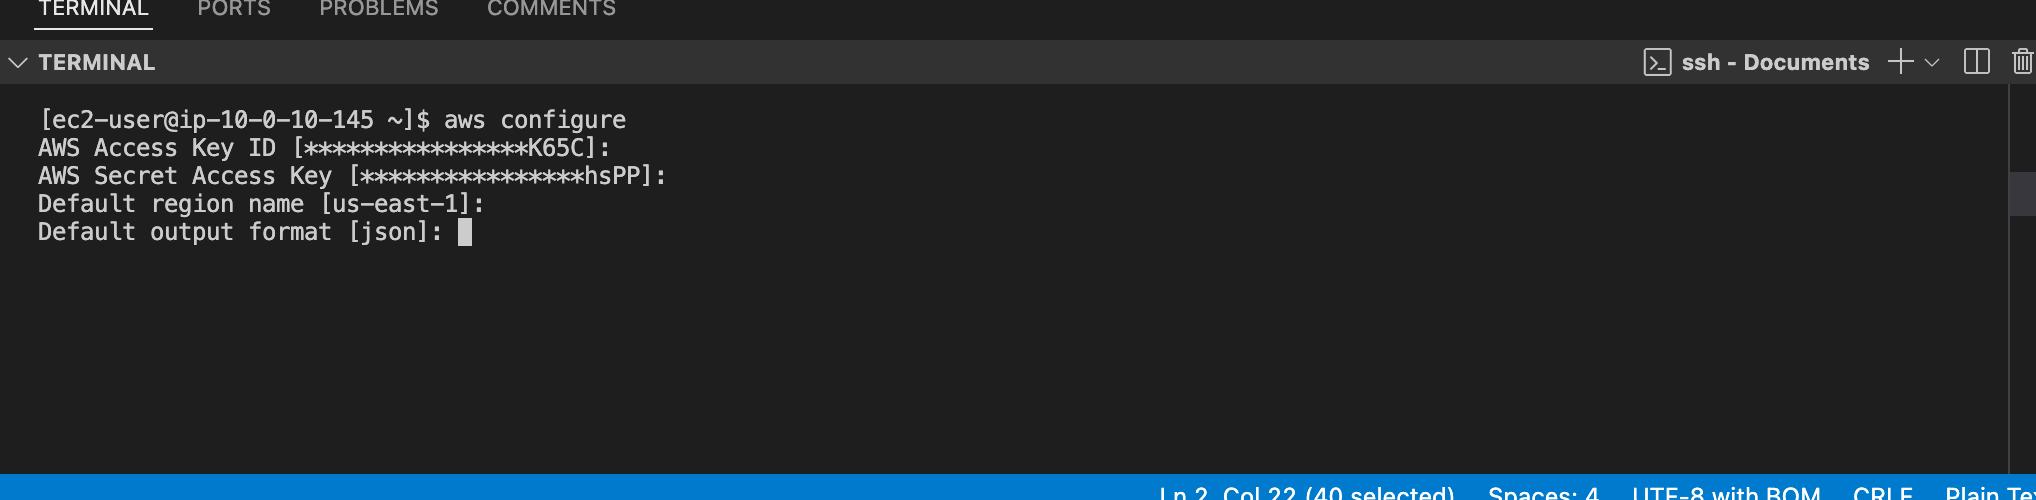 TERMINAL PORTS PROBLEMS COMMENTS
TERMINAL ssh - Documents
[ec2-user@ip-10-0-10-145 ~]$ aws configure
AWS Access Key ID [****************K65C]:
AWS Secret Access Key [****************hsPP]:
Default region name [us-east-1]:
Default output format [json]:
Ln 2, Col 22 (40 selected) Spaces: 4 UTF-8 with BOM CRLF Plain Te